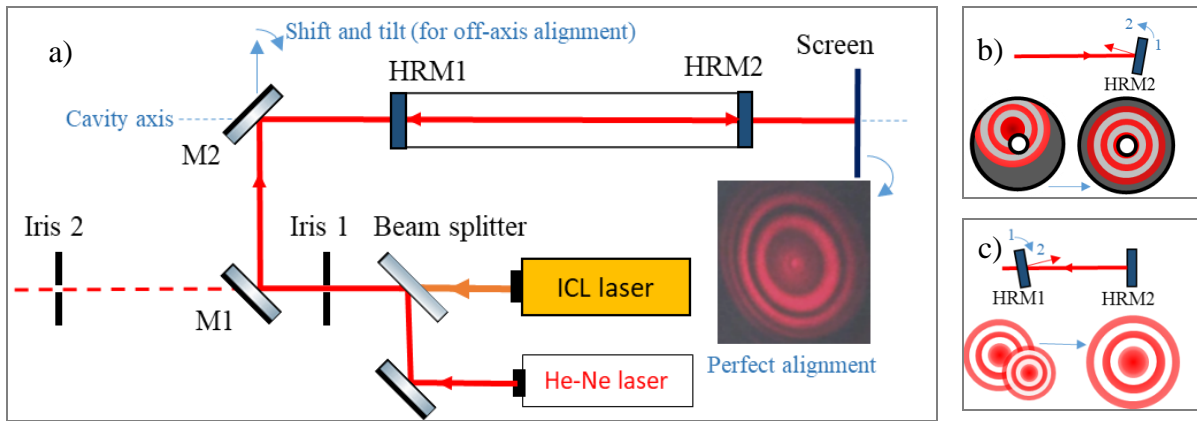 a)
Shift and tilt (for off-axis alignment)
Screen
HRM1
HRM2
Cavity axis
M2
Iris 2
Iris 1
Beam splitter
M1
ICL laser
He-Ne laser
Perfect alignment
b)
2
1
HRM2
c)
1
2
HRM1
HRM2